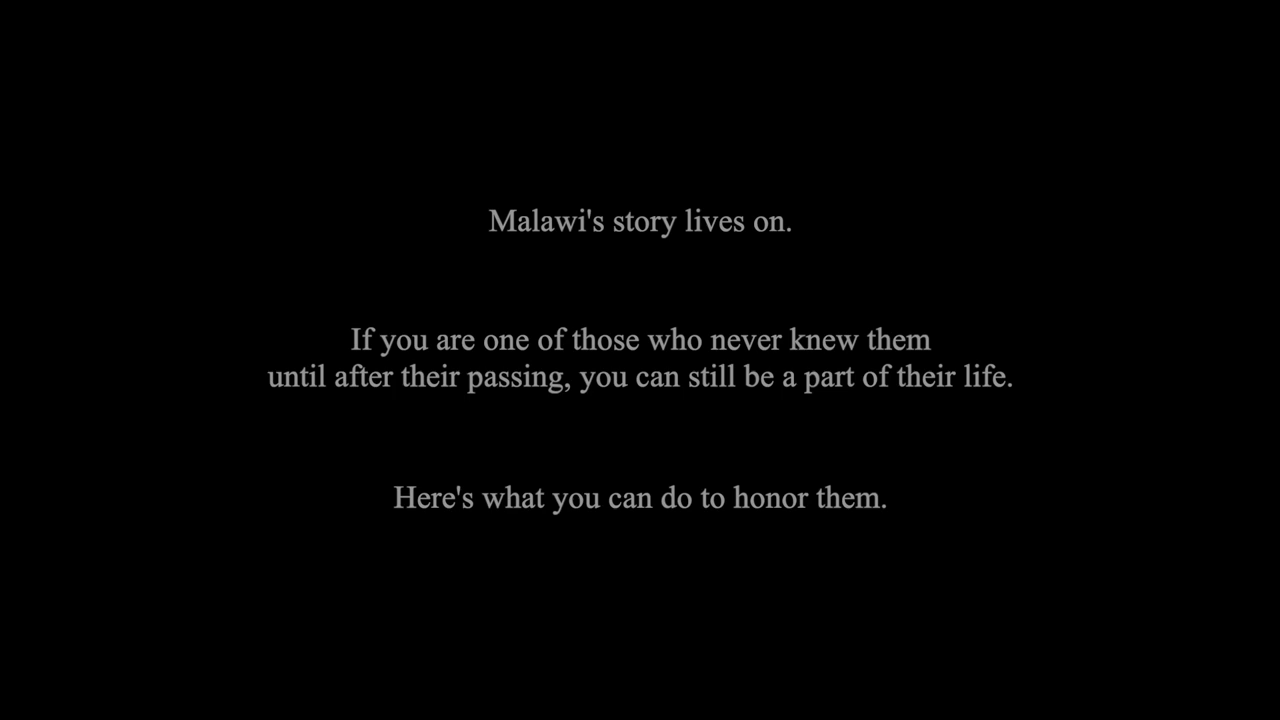 Malawi's story lives on.
If you are one of those who never knew them
until after their passing, you can still be a part of their life.
Here's what you can do to honor them.